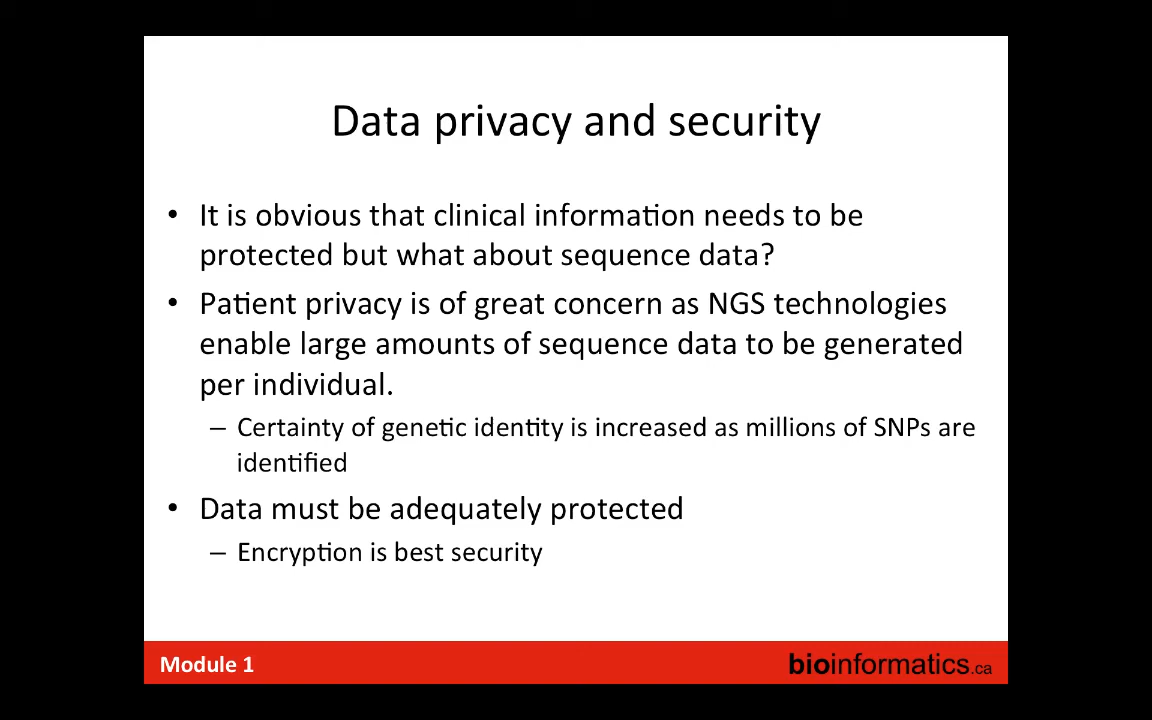 Data privacy and security
• It is obvious that clinical information needs to be
protected but what about sequence data?
• Patient privacy is of great concern as NGS technologies
enable large amounts of sequence data to be generated
per individual.
– Certainty of genetic identity is increased as millions of SNPs are
identified
• Data must be adequately protected
– Encryption is best security
Module 1
bioinformatics.ca